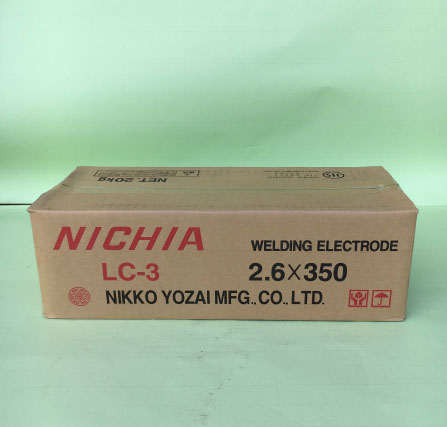 NET. 20kg
NICHIA
WELDING ELECTRODE
LC-3
2.6×350
NIKKO YOZAI MFG., CO., LTD.